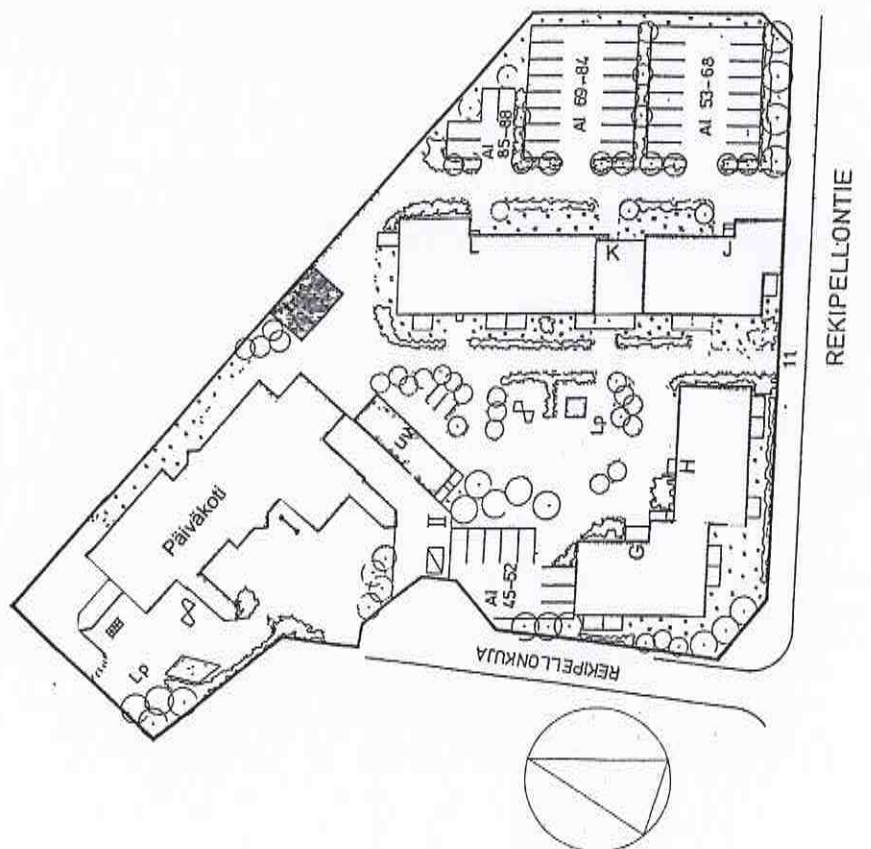 AI 69-84
AI 53-68
AI
85-88
L
K
J
REKIPELLONTIE
11
Päiväkoti
Lp
H
G
AI
45-52
Lp
REKIPELLONKUJA